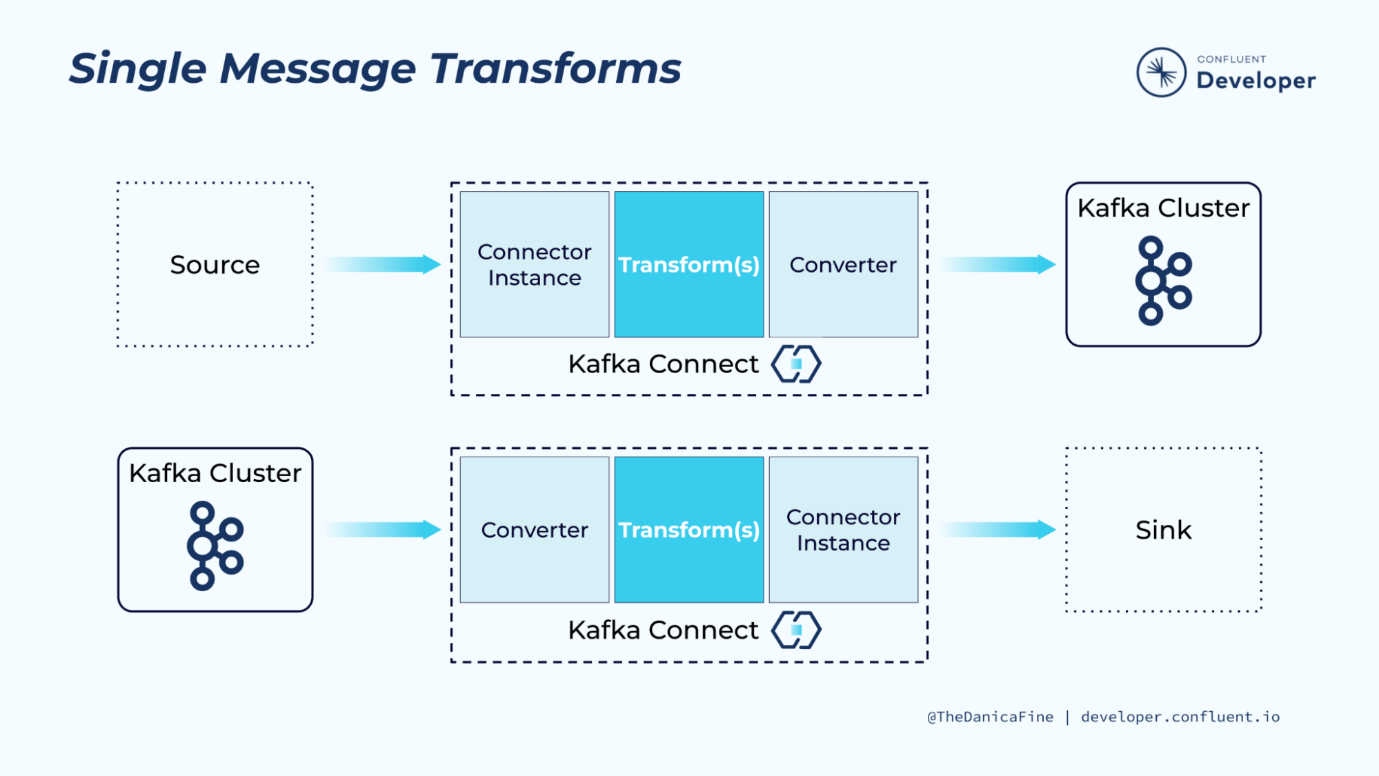 Single Message Transforms
CONFLUENT
Developer
Source
Connector
Instance
Transform(s)
Converter
Kafka Connect
Kafka Cluster
Kafka Cluster
Converter
Transform(s)
Connector
Instance
Kafka Connect
Sink
@TheDanicaFine | developer.confluent.io